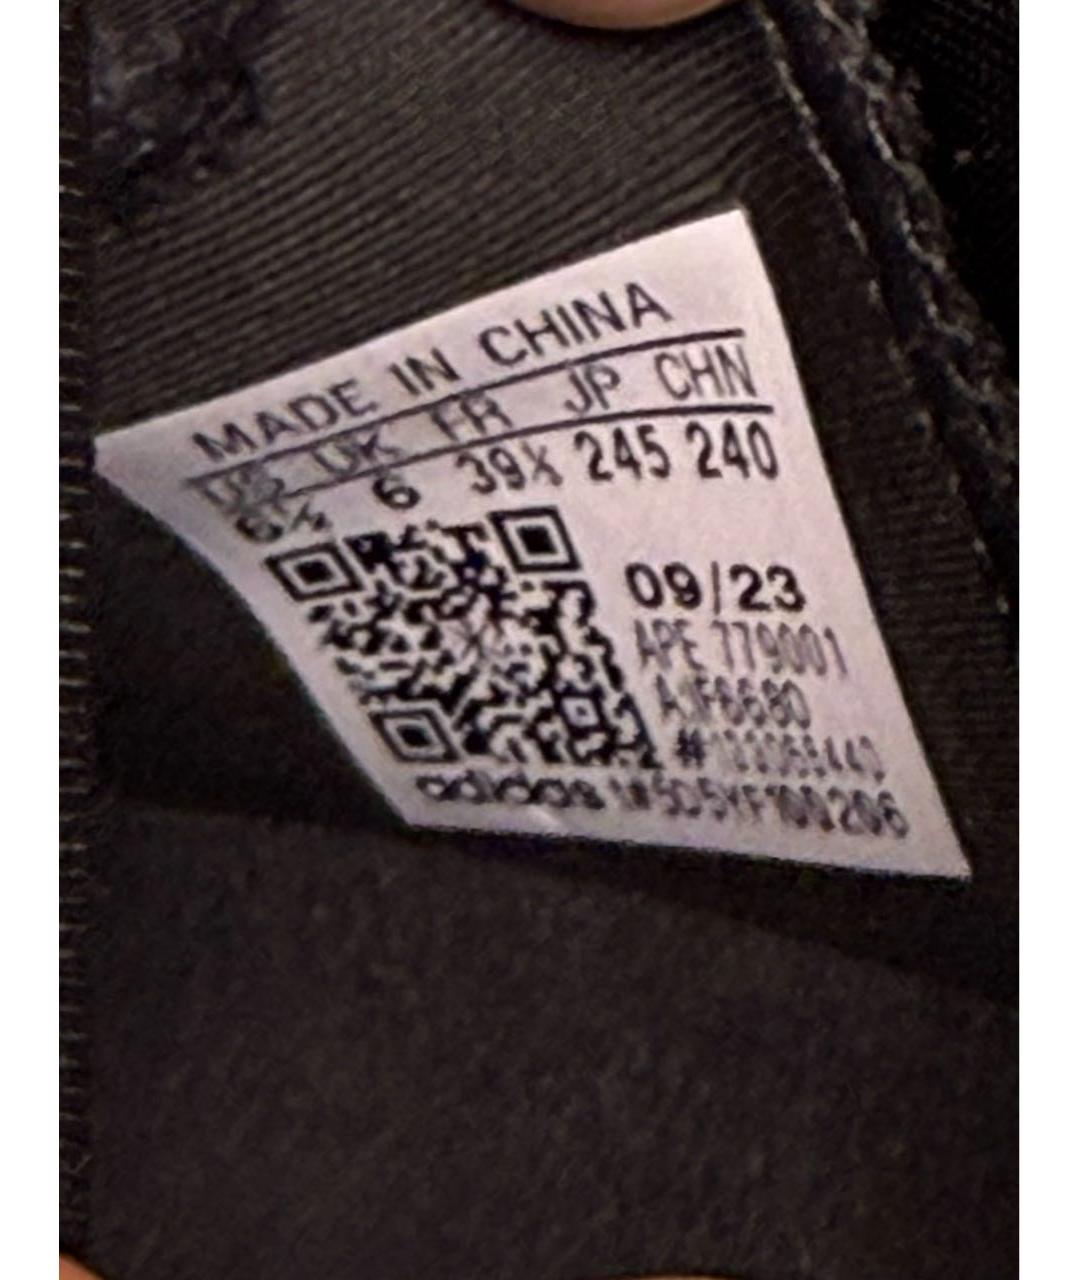 MADE IN CHINA
US UK FR JP CHN
6½ 6 39⅓ 245 240
09/23
APE 779001
adidas